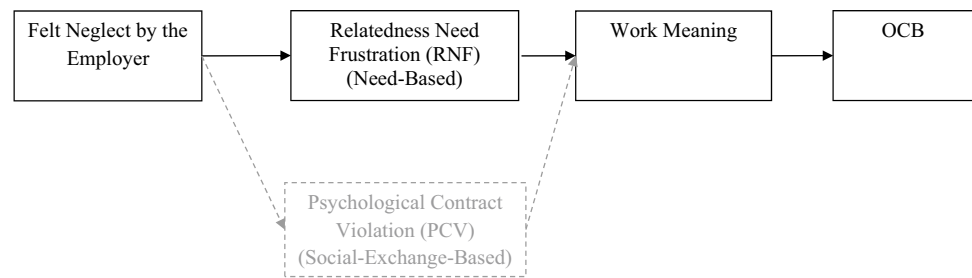 Felt Neglect by the
Employer
Relatedness Need
Frustration (RNF)
(Need-Based)
Work Meaning
OCB
Psychological Contract
Violation (PCV)
(Social-Exchange-Based)